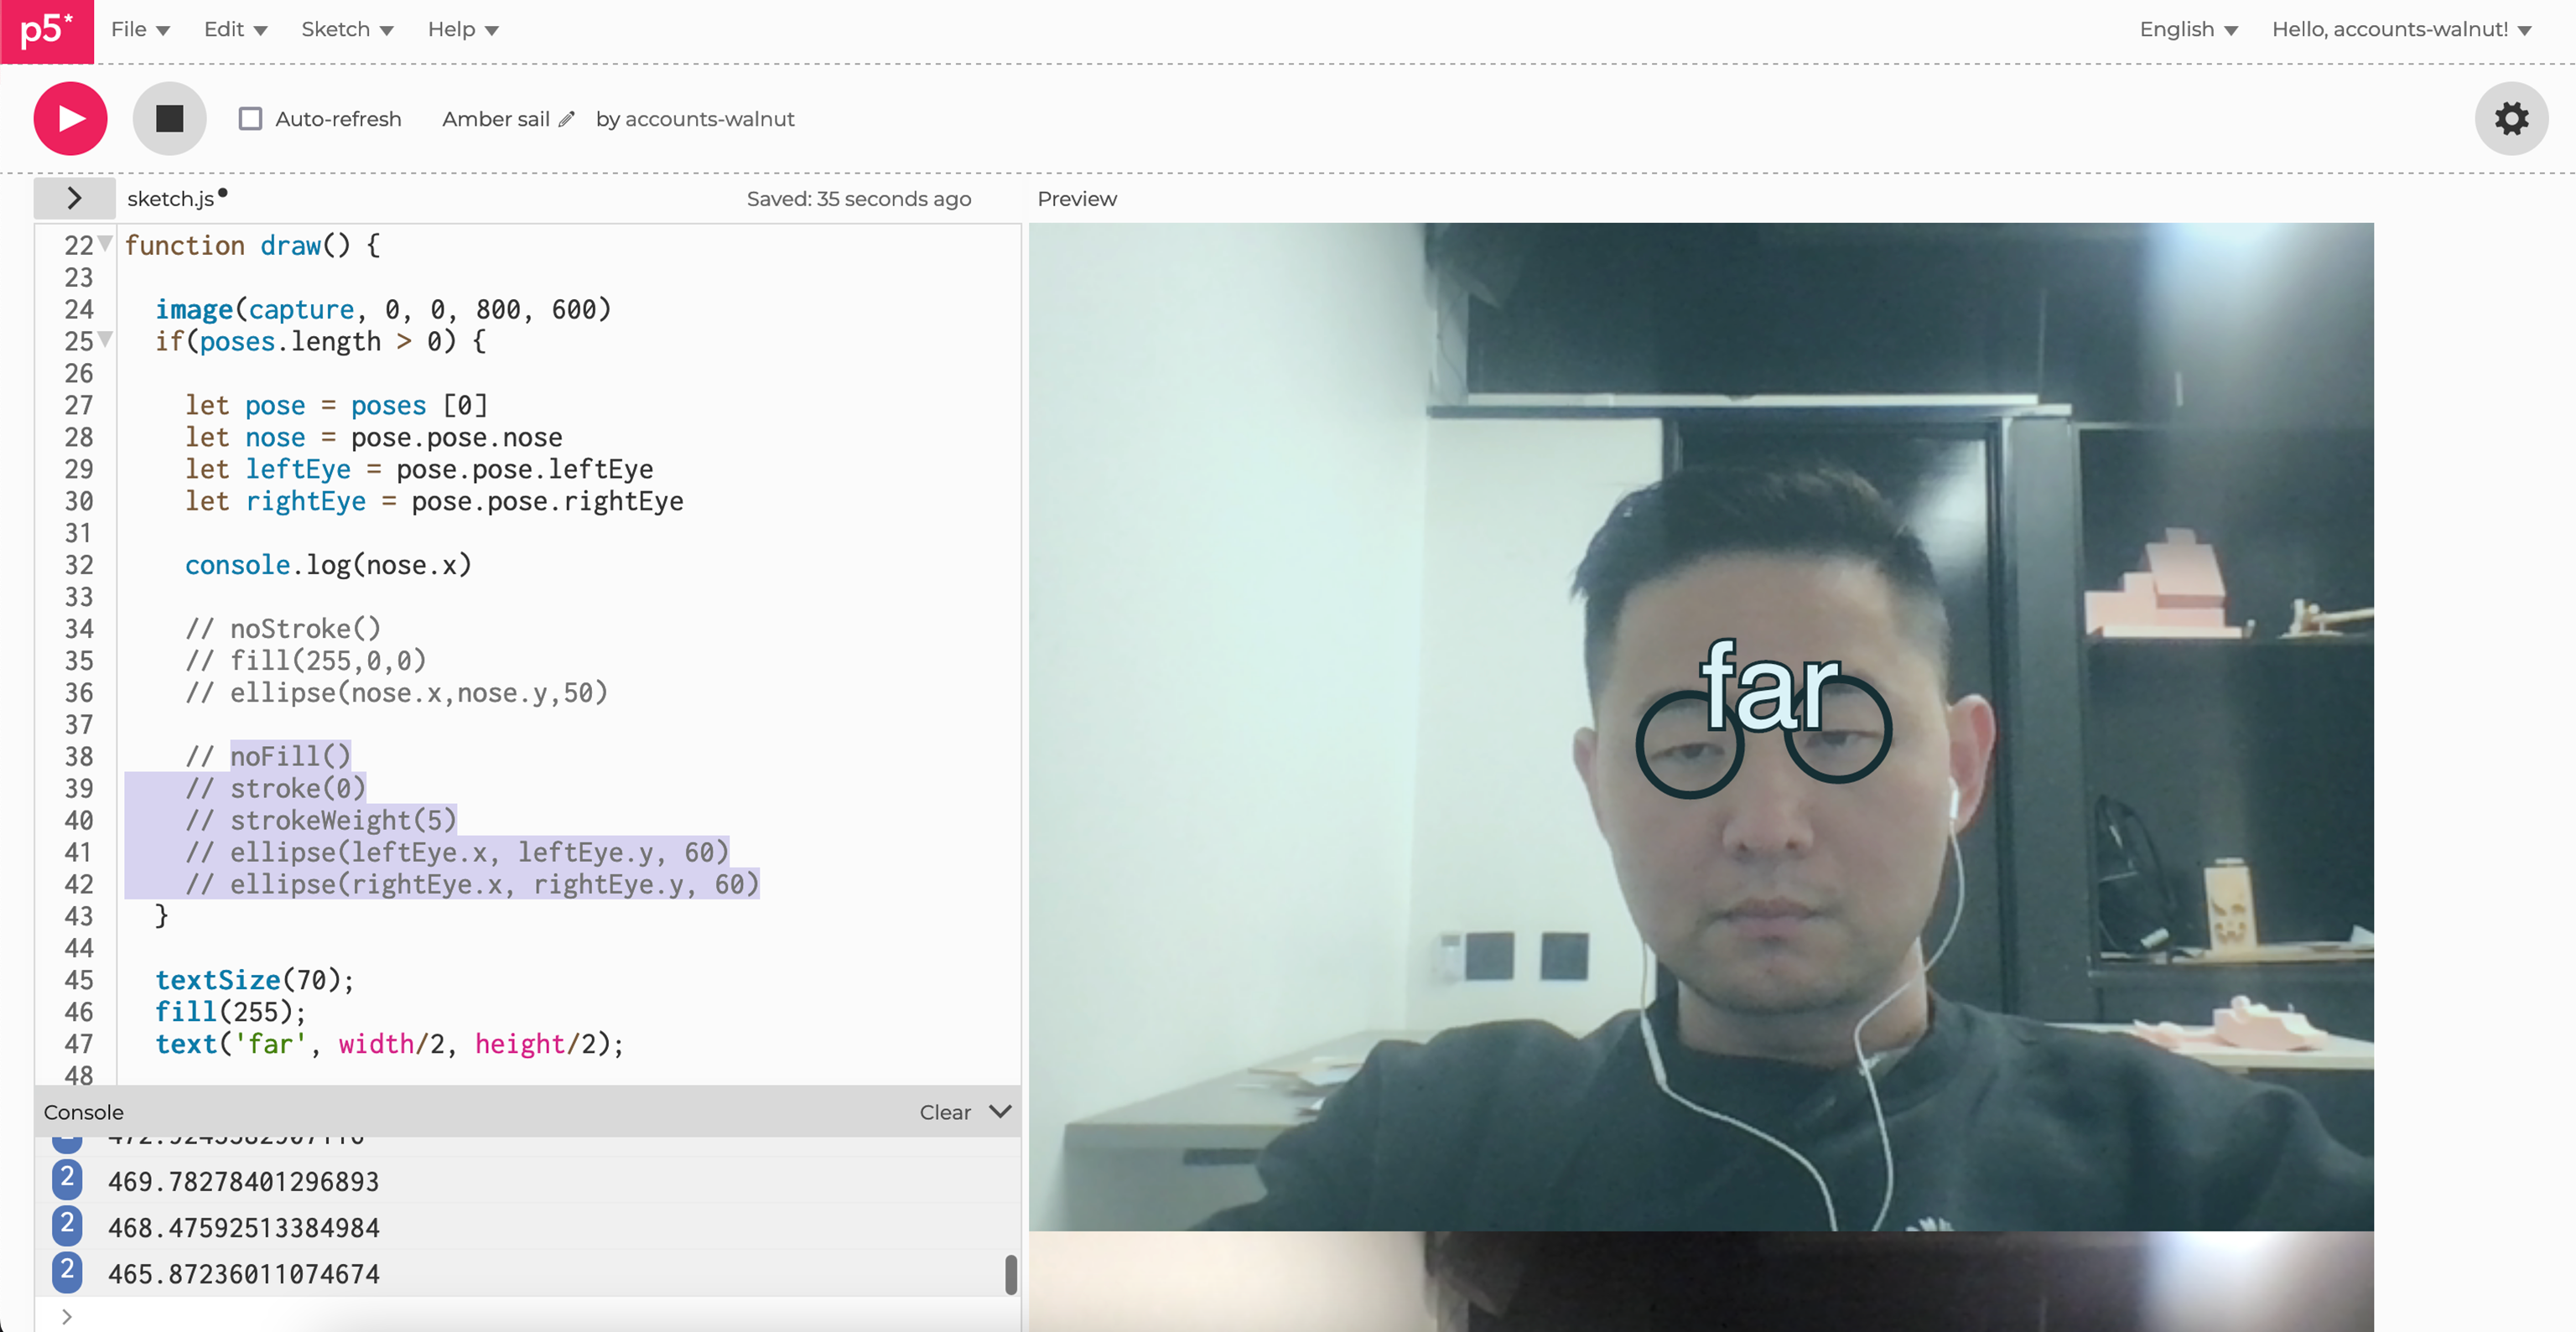 p5*
File
Edit
Sketch
Help
English
Hello, accounts-walnut!
Auto-refresh
Amber sail
by accounts-walnut
sketch.js
Saved: 35 seconds ago
Preview
22 function draw() {
23
24 image(capture, 0, 0, 800, 600)
25 if(poses.length > 0) {
26
27 let pose = poses [0]
28 let nose = pose.pose.nose
29 let leftEye = pose.pose.leftEye
30 let rightEye = pose.pose.rightEye
31
32 console.log(nose.x)
33
34 // noStroke()
35 // fill(255,0,0)
36 // ellipse(nose.x,nose.y,50)
37
38 // noFill()
39 // stroke(0)
40 // strokeWeight(5)
41 // ellipse(leftEye.x, leftEye.y, 60)
42 // ellipse(rightEye.x, rightEye.y, 60)
43 }
44
45 textSize(70);
46 fill(255);
47 text('far', width/2, height/2);
48
far
Console
Clear
2 469.78278401296893
2 468.47592513384984
2 465.87236011074674
>